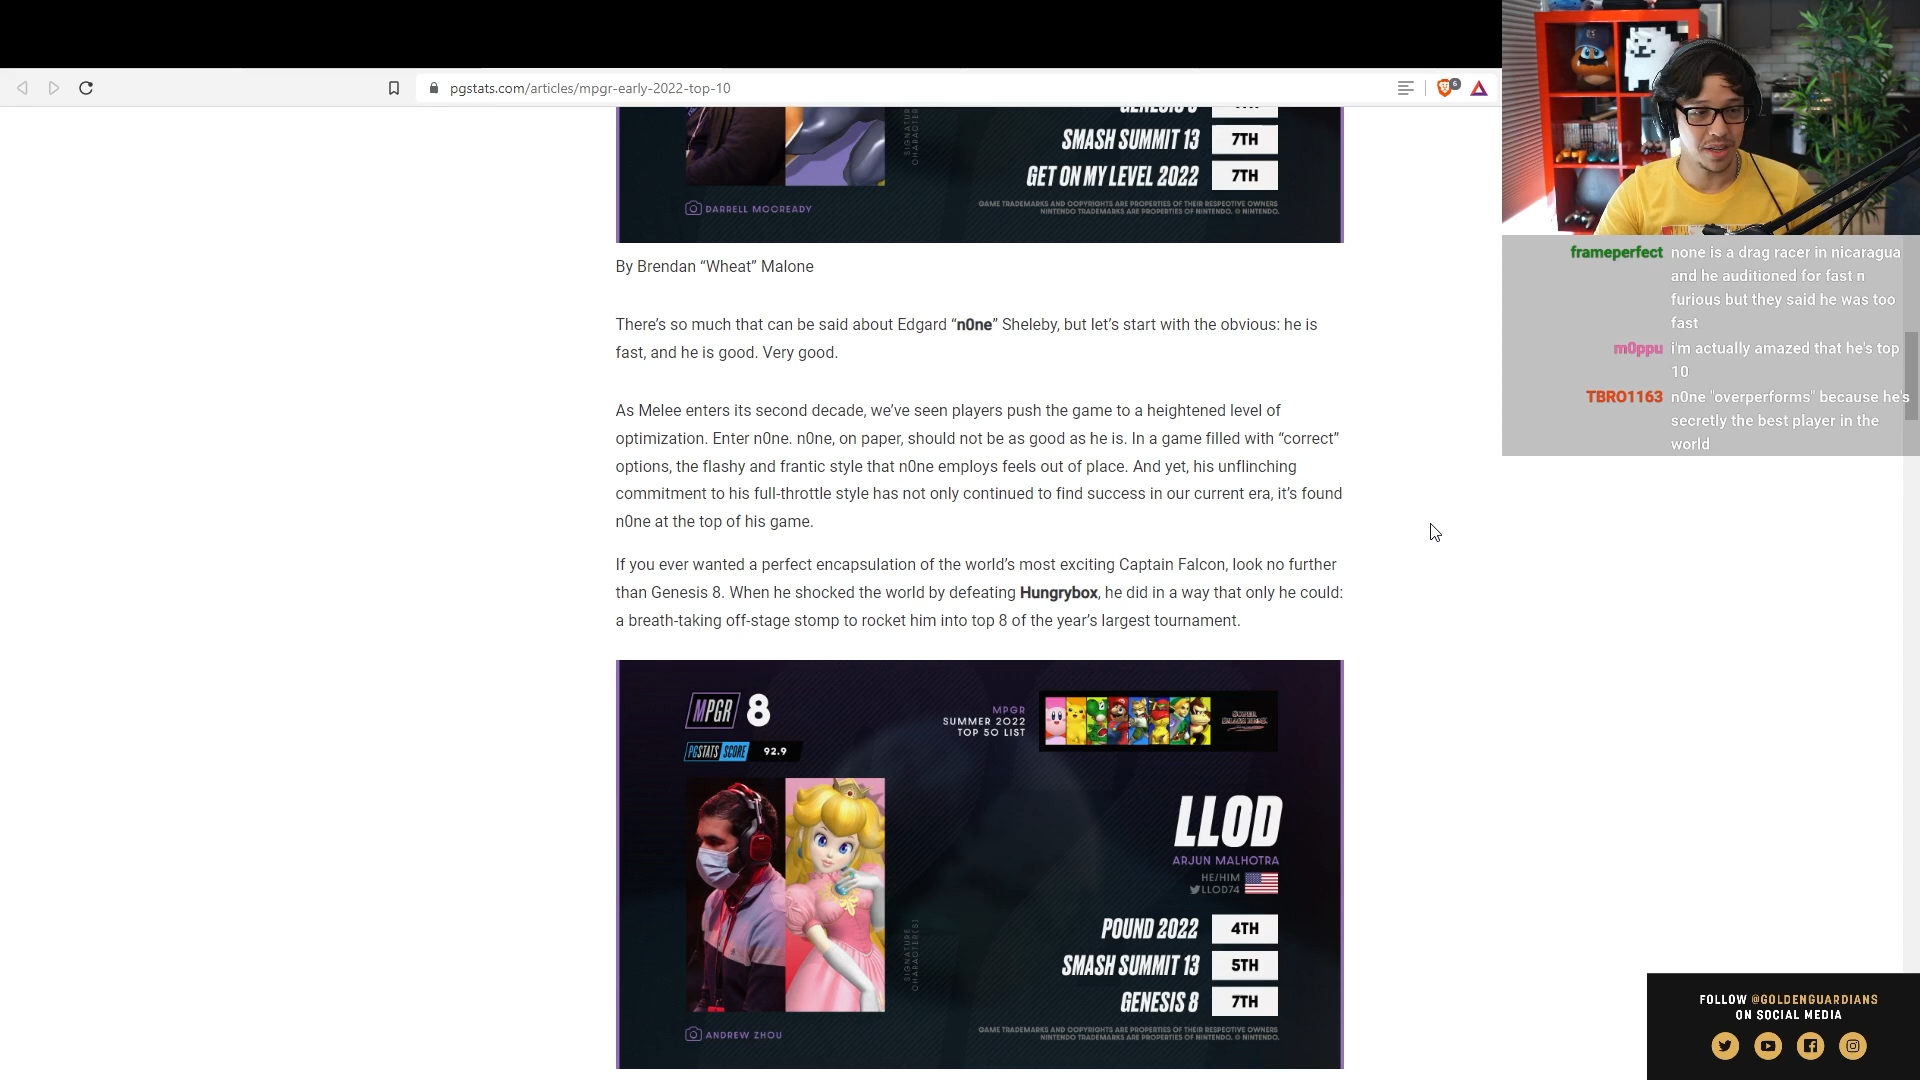 pgstats.com/articles/mpgr-early-2022-top-10
6
SMASH SUMMIT 13 7TH
GET ON MY LEVEL 2022 7TH
DARRELL MCCREADY
GAME TRADEMARKS AND COPYRIGHTS ARE PROPERTIES OF THEIR RESPECTIVE OWNERS
NINTENDO TRADEMARKS ARE PROPERTIES OF NINTENDO. © NINTENDO.
By Brendan “Wheat” Malone
There’s so much that can be said about Edgard “n0ne” Sheleby, but let’s start with the obvious: he is
fast, and he is good. Very good.
As Melee enters its second decade, we’ve seen players push the game to a heightened level of
optimization. Enter n0ne. n0ne, on paper, should not be as good as he is. In a game filled with “correct”
options, the flashy and frantic style that n0ne employs feels out of place. And yet, his unflinching
commitment to his full-throttle style has not only continued to find success in our current era, it’s found
n0ne at the top of his game.
If you ever wanted a perfect encapsulation of the world’s most exciting Captain Falcon, look no further
than Genesis 8. When he shocked the world by defeating Hungrybox, he did in a way that only he could:
a breath-taking off-stage stomp to rocket him into top 8 of the year’s largest tournament.
MPGR 8
PGSTATS SCORE 92.9
MPGR
SUMMER 2022
TOP 50 LIST
LLOD
ARJUN MALHOTRA
HE/HIM
LLOD74
POUND 2022 4TH
SMASH SUMMIT 13 5TH
GENESIS 8 7TH
SIGNATURE
CHARACTER(S)
ANDREW ZHOU
GAME TRADEMARKS AND COPYRIGHTS ARE PROPERTIES OF THEIR RESPECTIVE OWNERS
NINTENDO TRADEMARKS ARE PROPERTIES OF NINTENDO. © NINTENDO.
frameperfect none is a drag racer in nicaragua
and he auditioned for fast n
furious but they said he was too
fast
m0ppu i'm actually amazed that he's top
10
TBRO1163 n0ne "overperforms" because he's
secretly the best player in the
world
FOLLOW @GOLDENGUARDIANS
ON SOCIAL MEDIA